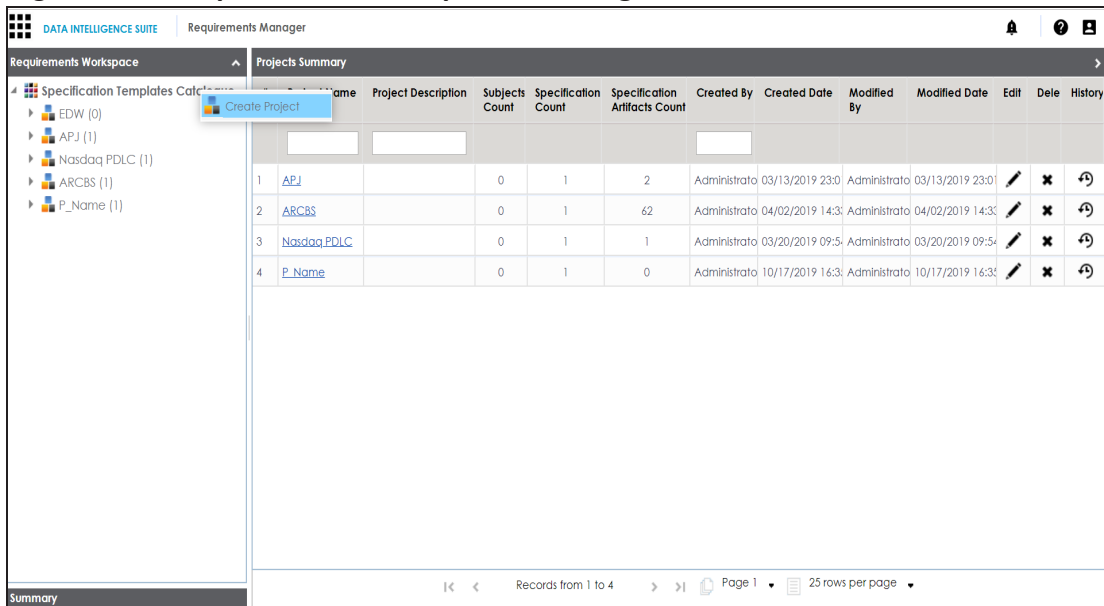 DATA INTELLIGENCE SUITE Requirements Manager
Requirements Workspace
Specification Templates
EDW (0)
APJ (1)
Nasdaq PDLC (1)
ARCBS (1)
P_Name (1)
Summary
Create Project
Projects Summary
Name Project Description Subjects Count Specification Count Specification Artifacts Count Created By Created Date Modified By Modified Date Edit Dele History
1 APJ 0 1 2 Administrato 03/13/2019 23:0 Administrato 03/13/2019 23:01
2 ARCBS 0 1 62 Administrato 04/02/2019 14:3 Administrato 04/02/2019 14:33
3 Nasdaq PDLC 0 1 1 Administrato 03/20/2019 09:5 Administrato 03/20/2019 09:54
4 P_Name 0 1 0 Administrato 10/17/2019 16:3 Administrato 10/17/2019 16:35
Records from 1 to 4 Page 1 25 rows per page